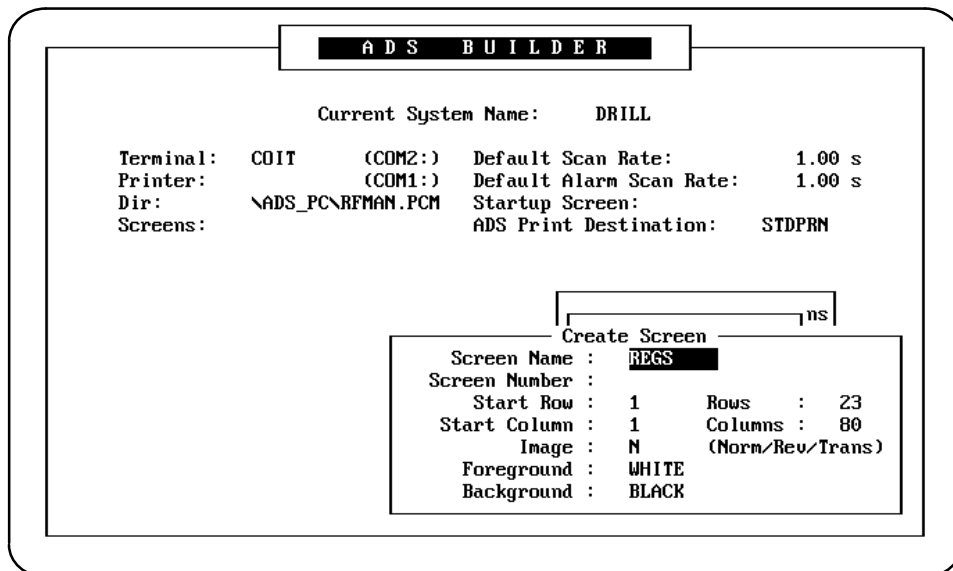 ADS BUILDER
Current System Name: DRILL
Terminal: COIT (COM2:) Default Scan Rate: 1.00 s
Printer: (COM1:) Default Alarm Scan Rate: 1.00 s
Dir: \ADS_PC\RFMAN.PCM Startup Screen:
Screens: ADS Print Destination: STDPRN
ns
Create Screen
Screen Name : REGS
Screen Number :
Start Row : 1 Rows : 23
Start Column : 1 Columns : 80
Image : N (Norm/Rev/Trans)
Foreground : WHITE
Background : BLACK